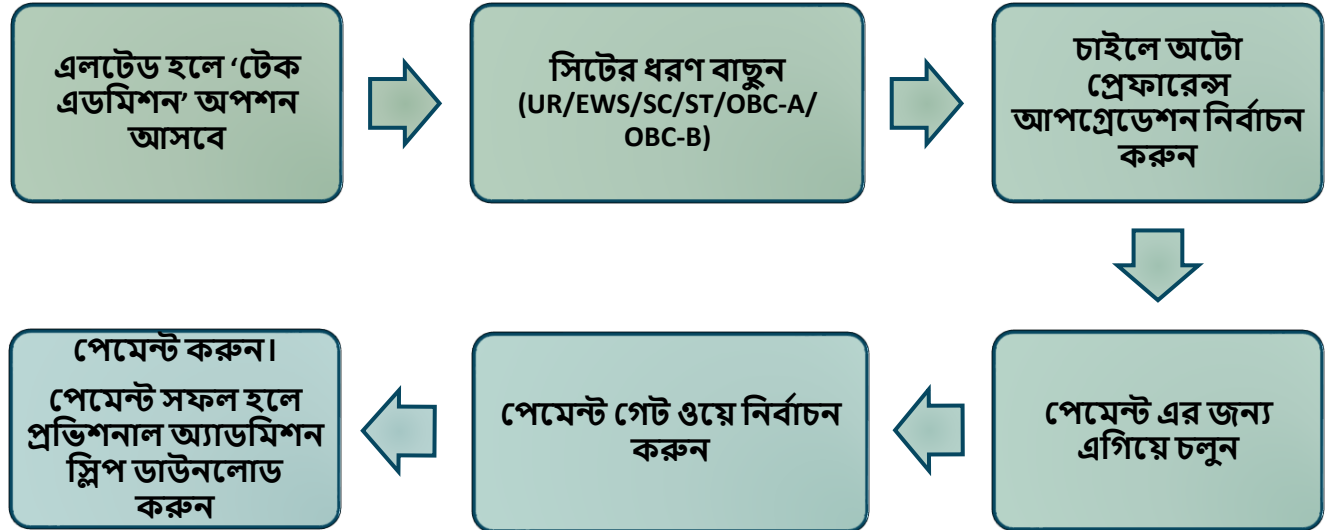 এলটেড হলে ‘টেক
এডমিশন’ অপশন
আসবে
সিটের ধরণ বাছুন
(UR/EWS/SC/ST/OBC-A/
OBC-B)
চাইলে অটো
প্রেফারেন্স
আপগ্রেডেশন নির্বাচন
করুন
পেমেন্ট এর জন্য
এগিয়ে চলুন
পেমেন্ট গেট ওয়ে নির্বাচন
করুন
পেমেন্ট করুন।
পেমেন্ট সফল হলে
প্রভিশনাল অ্যাডমিশন
স্লিপ ডাউনলোড
করুন